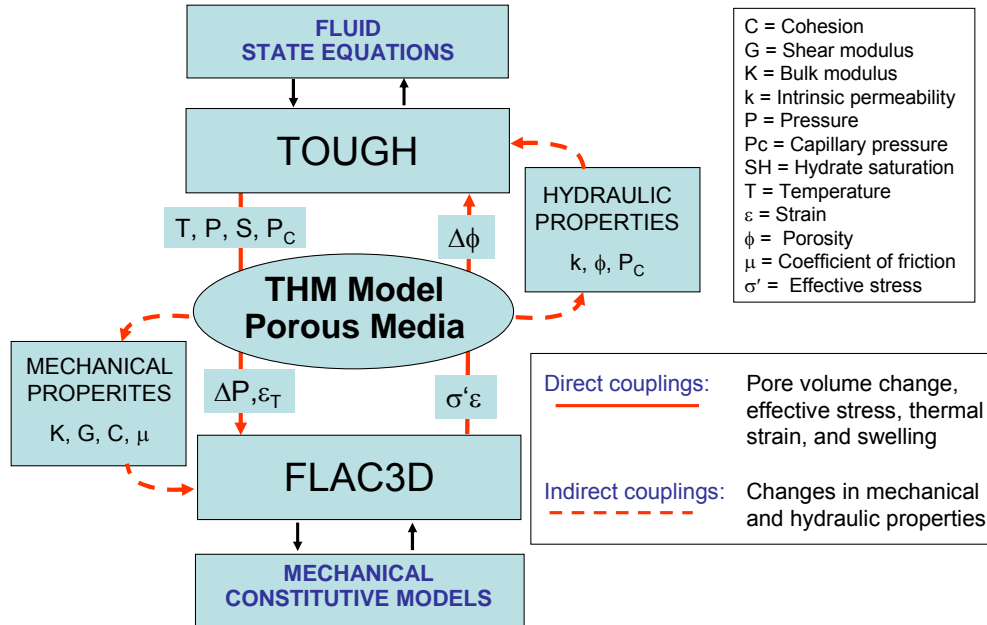 FLUID
STATE EQUATIONS
TOUGH
T, P, S, P_C
Δϕ
HYDRAULIC
PROPERTIES
k, ϕ, P_C
THM Model
Porous Media
MECHANICAL
PROPERITES
K, G, C, μ
ΔP,ε_T
σ‘ε
FLAC3D
MECHANICAL
CONSTITUTIVE MODELS
C = Cohesion
G = Shear modulus
K = Bulk modulus
k = Intrinsic permeability
P = Pressure
Pc = Capillary pressure
SH = Hydrate saturation
T = Temperature
ε = Strain
ϕ = Porosity
μ = Coefficient of friction
σ′ = Effective stress
Direct couplings: Pore volume change,
effective stress, thermal
strain, and swelling
Indirect couplings: Changes in mechanical
and hydraulic properties